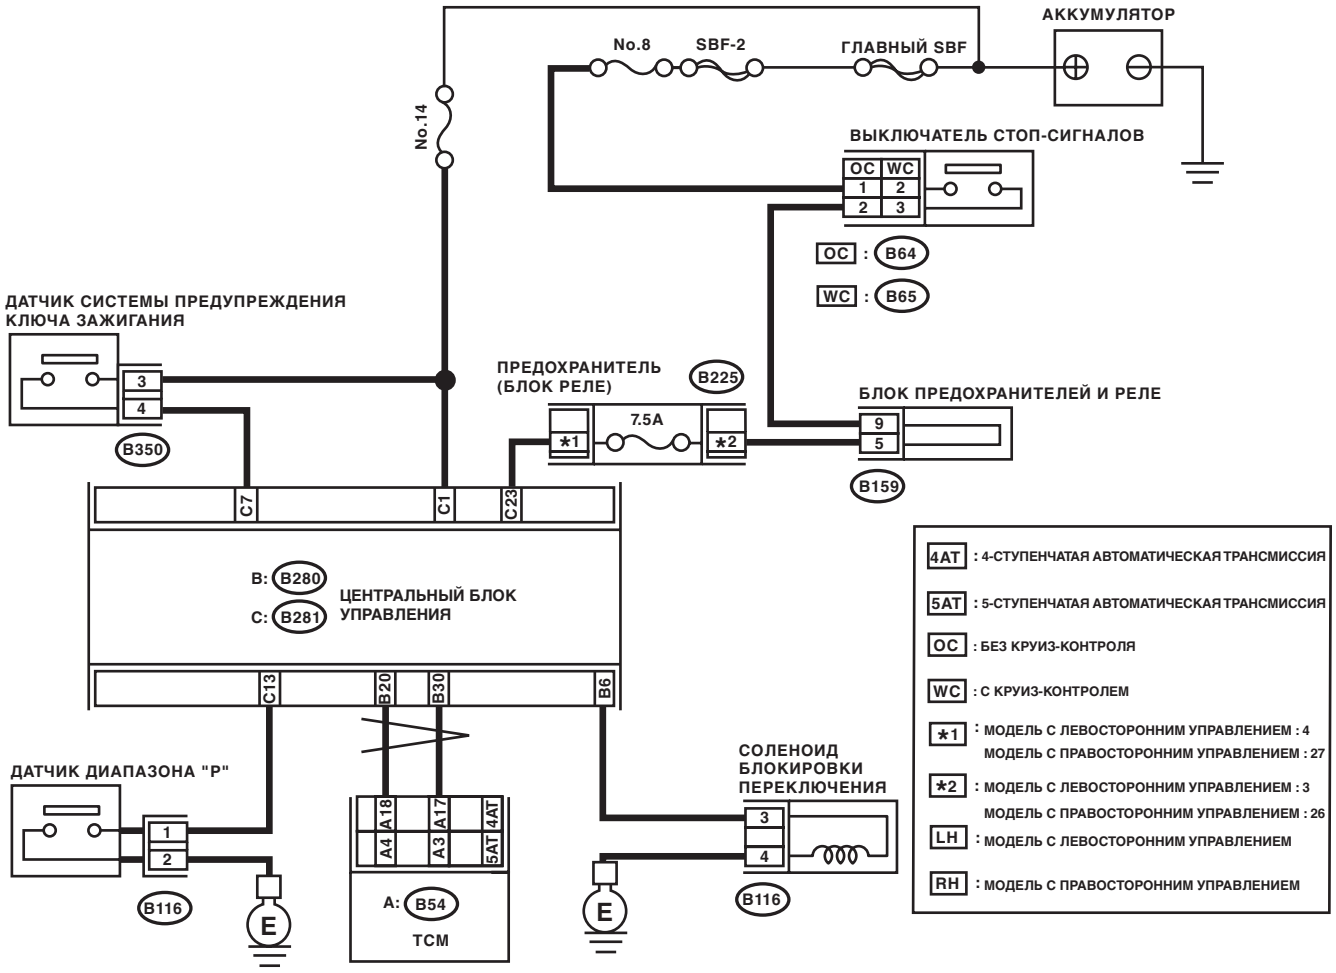 АККУМУЛЯТОР
No.8 SBF-2 ГЛАВНЫЙ SBF
No.14
ВЫКЛЮЧАТЕЛЬ СТОП-СИГНАЛОВ
OC WC
1 2
2 3
OC : B64
WC : B65
ДАТЧИК СИСТЕМЫ ПРЕДУПРЕЖДЕНИЯ
КЛЮЧА ЗАЖИГАНИЯ
3
4
B350
ПРЕДОХРАНИТЕЛЬ
(БЛОК РЕЛЕ)
B225
7.5A
*1 *2
БЛОК ПРЕДОХРАНИТЕЛЕЙ И РЕЛЕ
9
5
B159
C7 C1 C23
B: B280
C: B281
ЦЕНТРАЛЬНЫЙ БЛОК
УПРАВЛЕНИЯ
C13 B20 B30 B6
ДАТЧИК ДИАПАЗОНА "P"
1
2
B116
E
A18 A17 4AT
A4 A3 5AT
A: B54
TCM
СОЛЕНОИД
БЛОКИРОВКИ
ПЕРЕКЛЮЧЕНИЯ
3
4
B116
E
4AT : 4-СТУПЕНЧАТАЯ АВТОМАТИЧЕСКАЯ ТРАНСМИССИЯ
5AT : 5-СТУПЕНЧАТАЯ АВТОМАТИЧЕСКАЯ ТРАНСМИССИЯ
OC : БЕЗ КРУИЗ-КОНТРОЛЯ
WC : С КРУИЗ-КОНТРОЛЕМ
*1 : МОДЕЛЬ С ЛЕВОСТОРОННИМ УПРАВЛЕНИЕМ : 4
МОДЕЛЬ С ПРАВОСТОРОННИМ УПРАВЛЕНИЕМ : 27
*2 : МОДЕЛЬ С ЛЕВОСТОРОННИМ УПРАВЛЕНИЕМ : 3
МОДЕЛЬ С ПРАВОСТОРОННИМ УПРАВЛЕНИЕМ : 26
LH : МОДЕЛЬ С ЛЕВОСТОРОННИМ УПРАВЛЕНИЕМ
RH : МОДЕЛЬ С ПРАВОСТОРОННИМ УПРАВЛЕНИЕМ